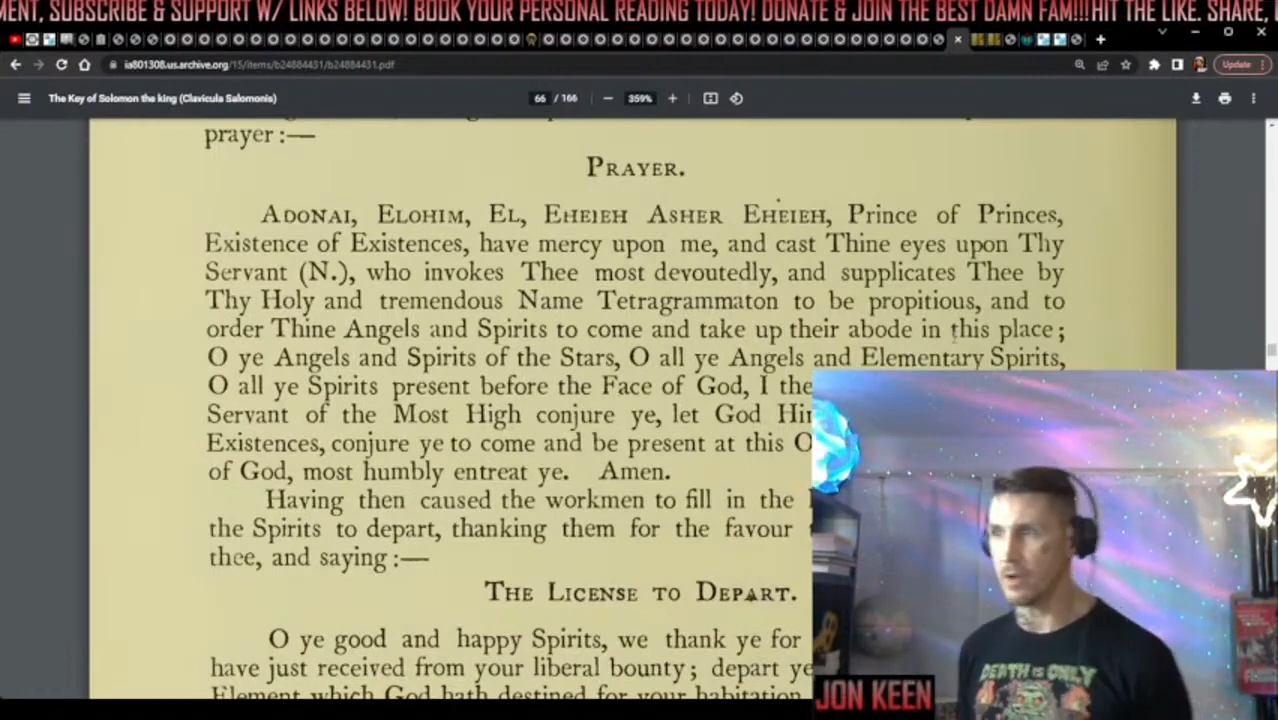 MENT, SUBSCRIBE & SUPPORT W/ LINKS BELOW! BOOK YOUR PERSONAL READING TODAY! DONATE & JOIN THE BEST DAMN FAM!!!HIT THE LIKE. SHARE,
ia801308.us.archive.org/15/items/b24884431/b24884431.pdf
Update
The Key of Solomon the king (Clavicula Salomonis)
66 / 166
359%
prayer :—
PRAYER.
ADONAI, ELOHIM, EL, EHEIEH ASHER EHEIEH, Prince of Princes,
Existence of Existences, have mercy upon me, and cast Thine eyes upon Thy
Servant (N.), who invokes Thee most devoutedly, and supplicates Thee by
Thy Holy and tremendous Name Tetragrammaton to be propitious, and to
order Thine Angels and Spirits to come and take up their abode in this place ;
O ye Angels and Spirits of the Stars, O all ye Angels and Elementary Spirits,
O all ye Spirits present before the Face of God, I the
Servant of the Most High conjure ye, let God Hi
Existences, conjure ye to come and be present at this O
of God, most humbly entreat ye. Amen.
Having then caused the workmen to fill in the
the Spirits to depart, thanking them for the favour
thee, and saying :—
THE LICENSE TO DEPART.
O ye good and happy Spirits, we thank ye for
have just received from your liberal bounty ; depart ye
Element which God hath destined for your habitation
DEATH IS ONLY
JON KEEN